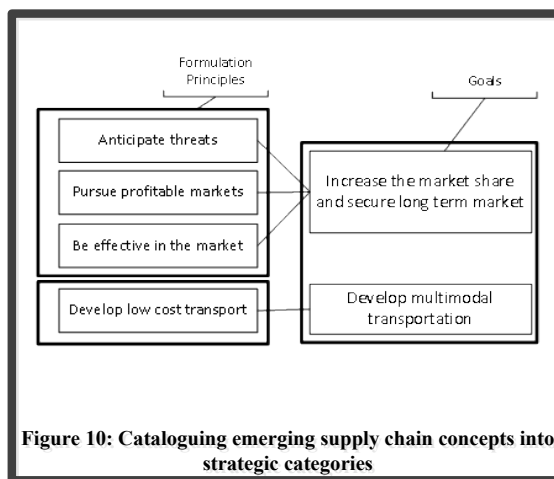 Formulation
Principles
Goals
Anticipate threats
Pursue profitable markets
Be effective in the market
Develop low cost transport
Increase the market share
and secure long term market
Develop multimodal
transportation
Figure 10: Cataloguing emerging supply chain concepts into
strategic categories